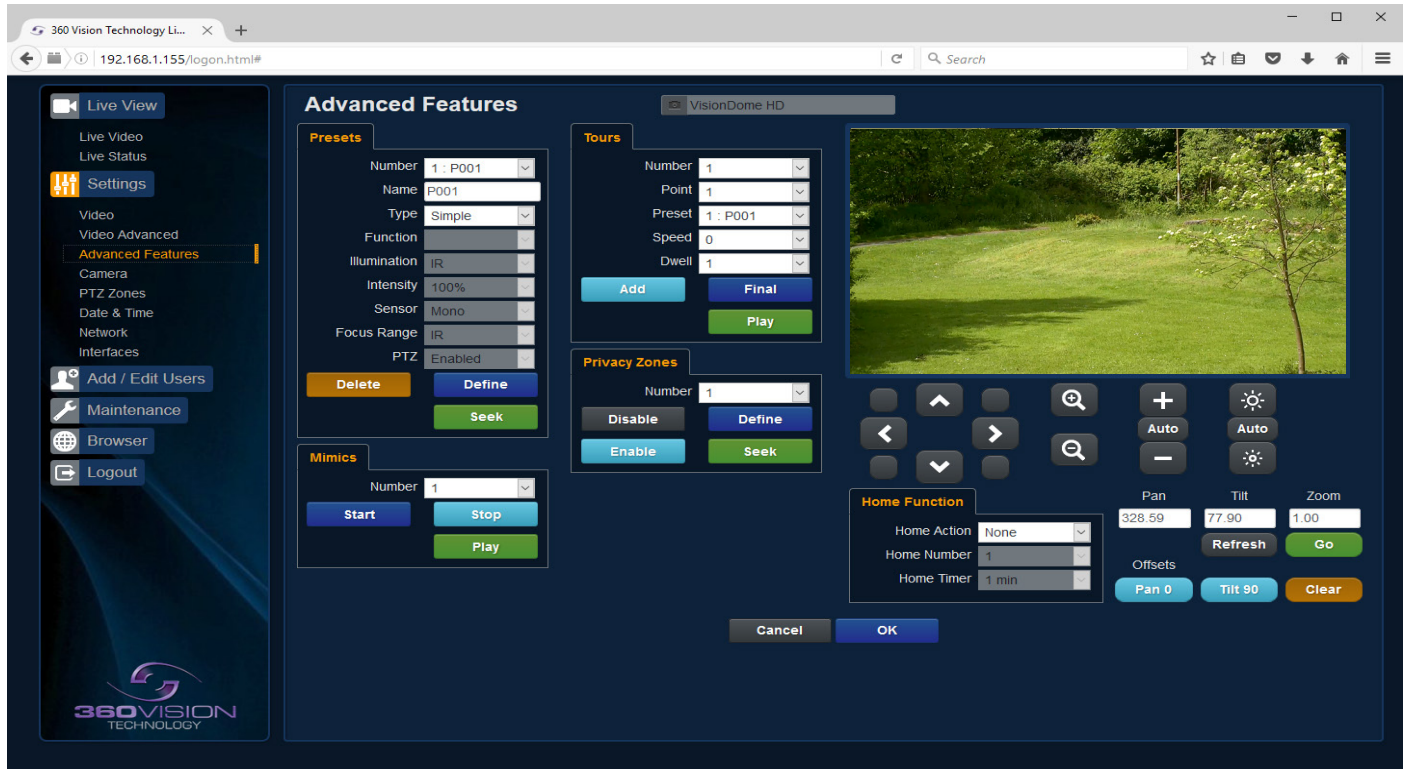 360 Vision Technology Li...
192.168.1.155/logon.html#
Search
Live View
Live Video
Live Status
Settings
Video
Video Advanced
Advanced Features
Camera
PTZ Zones
Date & Time
Network
Interfaces
Add / Edit Users
Maintenance
Browser
Logout
360VISION
TECHNOLOGY
Advanced Features
VisionDome HD
Presets
Number 1 : P001
Name P001
Type Simple
Function
Illumination IR
Intensity 100%
Sensor Mono
Focus Range IR
PTZ Enabled
Delete Define
Seek
Mimics
Number 1
Start Stop
Play
Tours
Number 1
Point 1
Preset 1 : P001
Speed 0
Dwell 1
Add Final
Play
Privacy Zones
Number 1
Disable Define
Enable Seek
Auto Auto
Home Function
Home Action None
Home Number 1
Home Timer 1 min
Pan Tilt Zoom
328.59 77.90 1.00
Refresh Go
Offsets
Pan 0 Tilt 90 Clear
Cancel OK